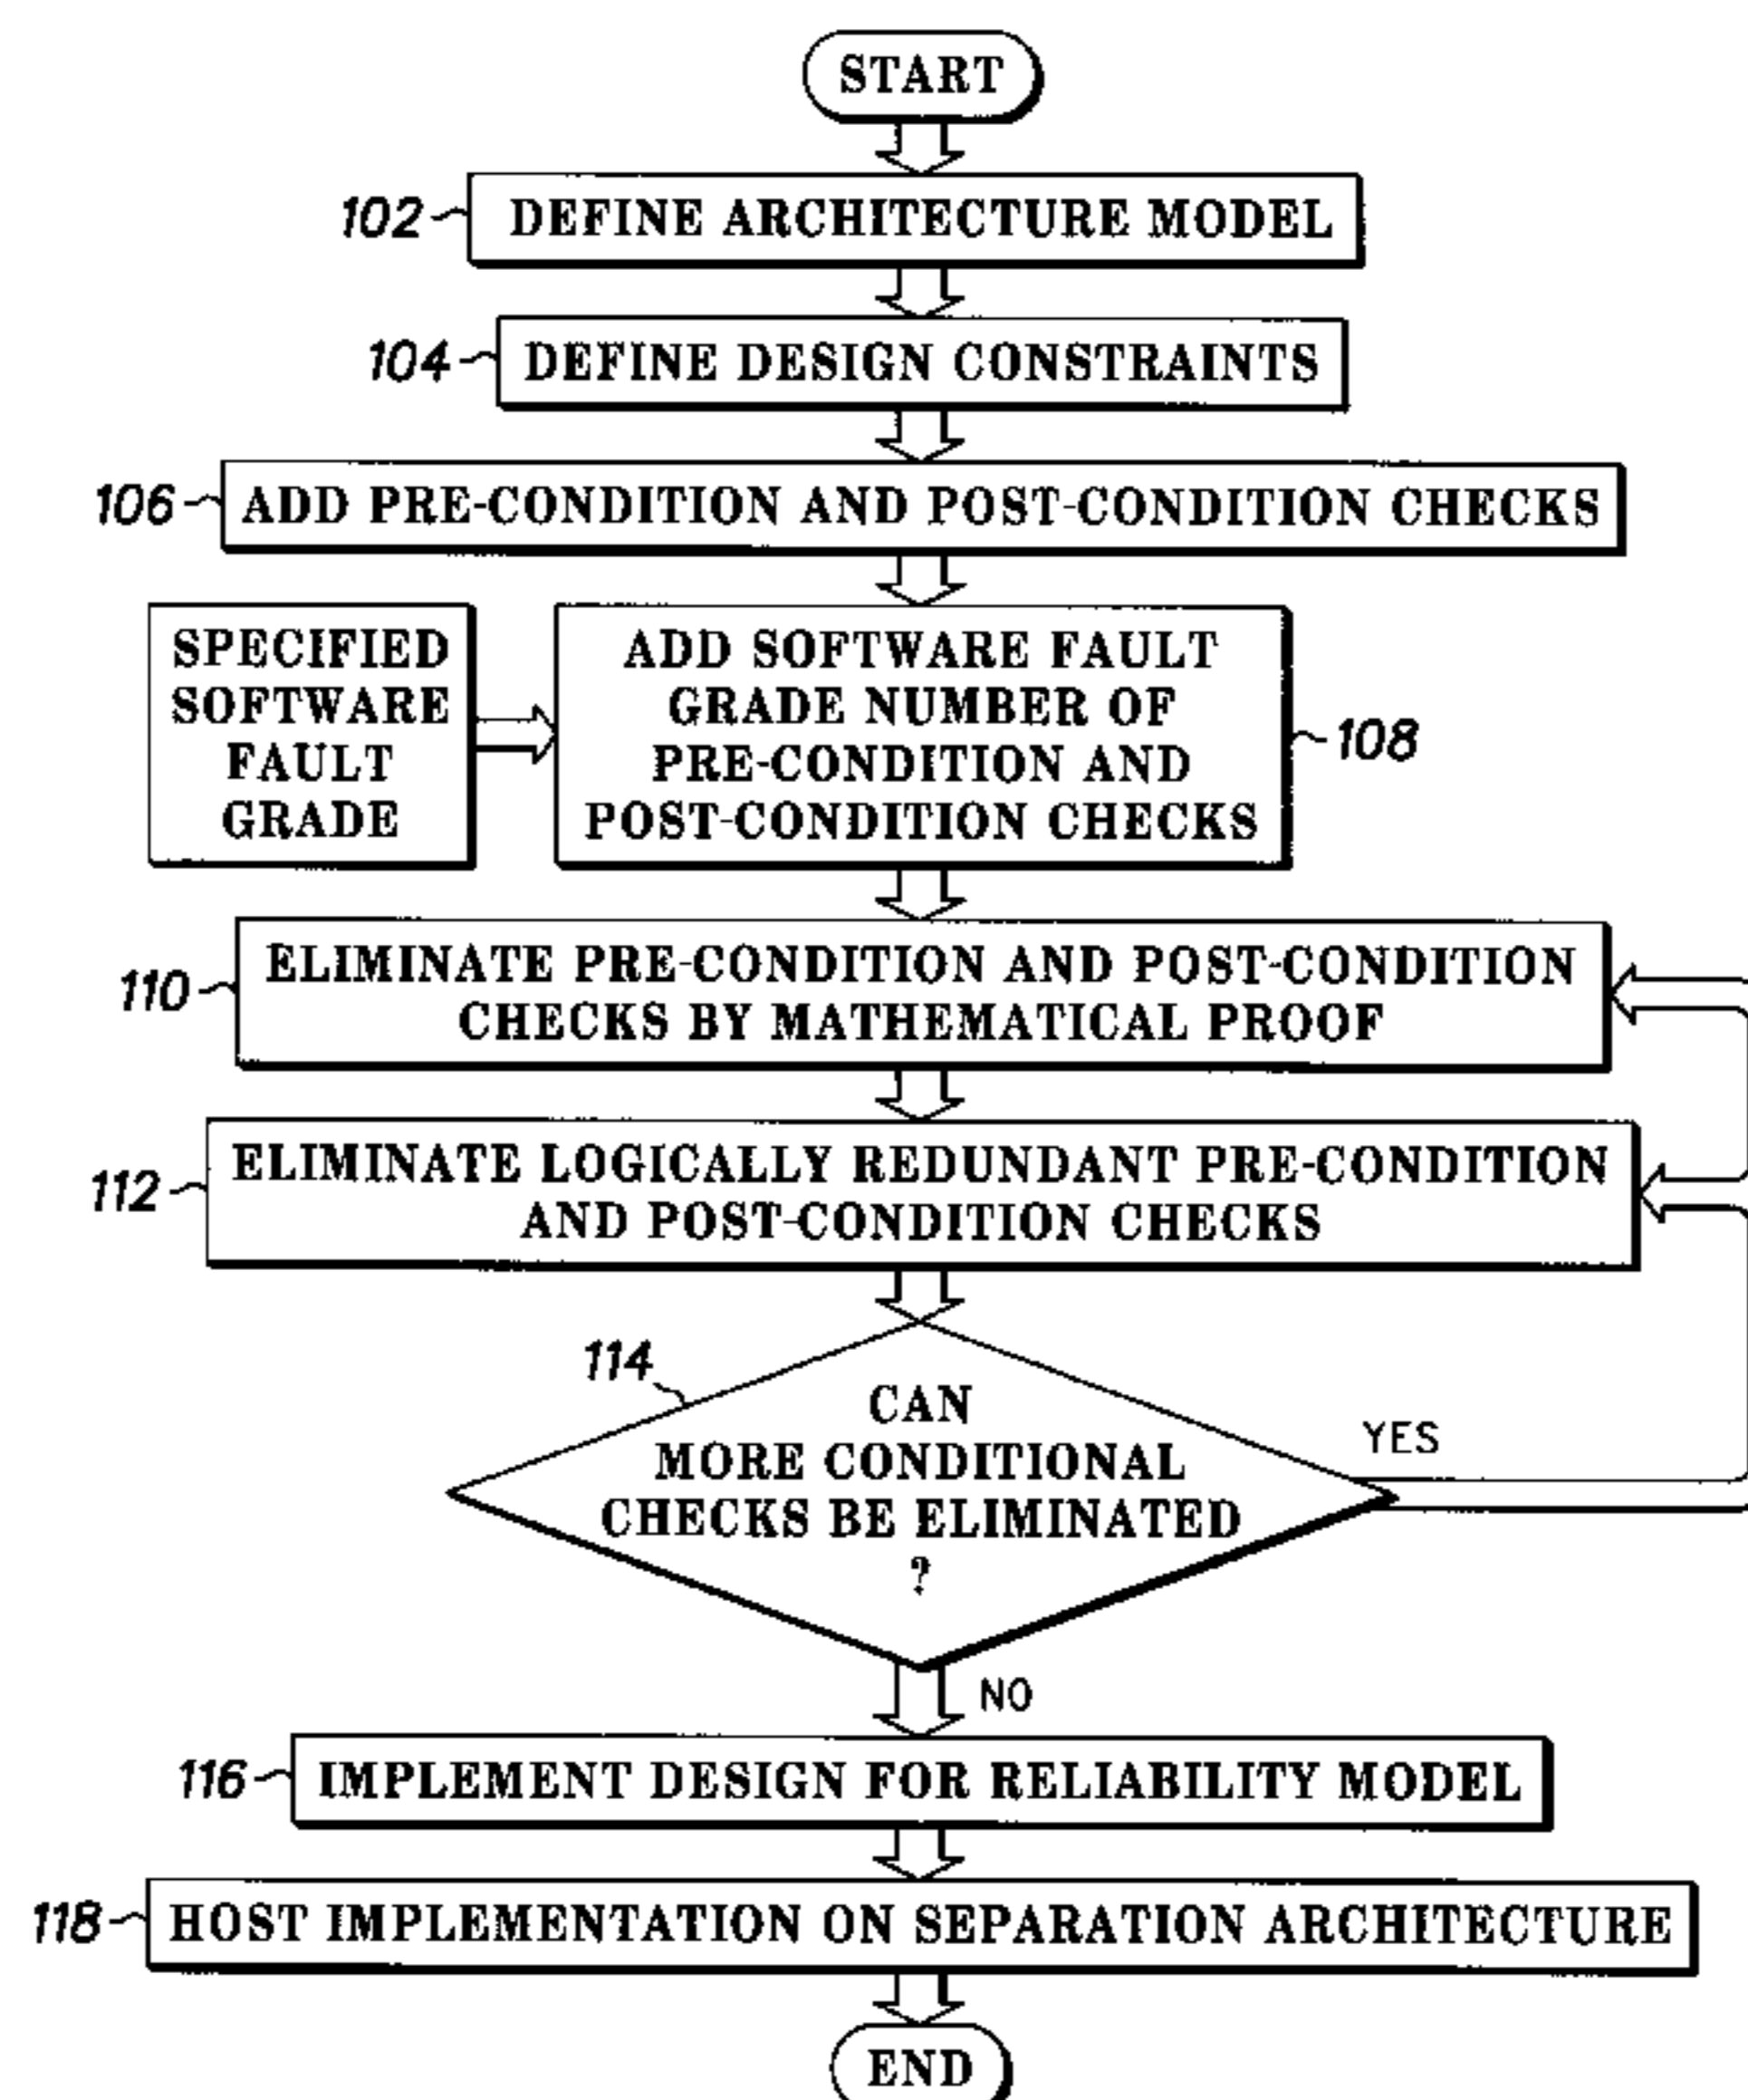 START
102
DEFINE ARCHITECTURE MODEL
104
DEFINE DESIGN CONSTRAINTS
106
ADD PRE-CONDITION AND POST-CONDITION CHECKS
SPECIFIED
SOFTWARE
FAULT
GRADE
ADD SOFTWARE FAULT
GRADE NUMBER OF
PRE-CONDITION AND
POST-CONDITION CHECKS
108
110
ELIMINATE PRE-CONDITION AND POST-CONDITION
CHECKS BY MATHEMATICAL PROOF
112
ELIMINATE LOGICALLY REDUNDANT PRE-CONDITION
AND POST-CONDITION CHECKS
114
CAN
MORE CONDITIONAL
CHECKS BE ELIMINATED
?
YES
NO
116
IMPLEMENT DESIGN FOR RELIABILITY MODEL
118
HOST IMPLEMENTATION ON SEPARATION ARCHITECTURE
END